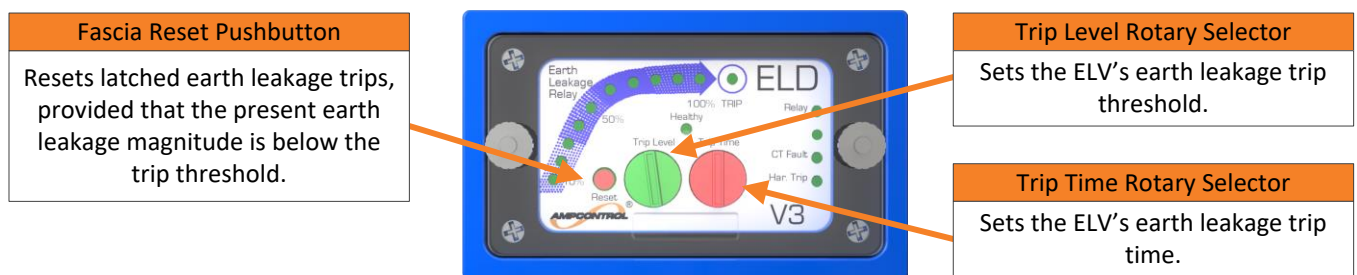 Fascia Reset Pushbutton
Resets latched earth leakage trips,
provided that the present earth
leakage magnitude is below the
trip threshold.
Earth
Leakage
Relay
ELD
100% TRIP
50%
10%
Healthy
Relay
Trip Level
Trip Time
CT Fault
Har. Trip
Reset
AMPCONTROL®
V3
Trip Level Rotary Selector
Sets the ELV's earth leakage trip
threshold.
Trip Time Rotary Selector
Sets the ELV's earth leakage trip
time.